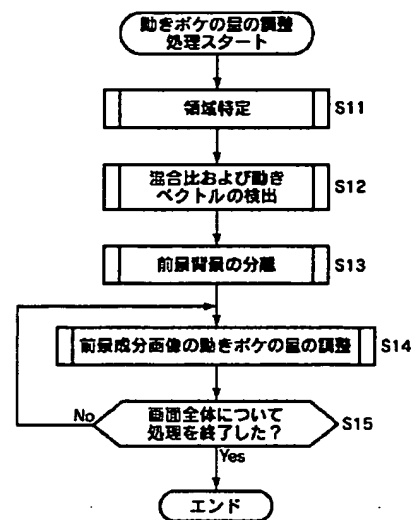 動きボケの量の調整
処理スタート
領域特定
S11
混合比および動き
ベクトルの検出
S12
前景背景の分離
S13
前景成分画像の動きボケの量の調整
S14
画面全体について
処理を終了した？
S15
No
Yes
エンド